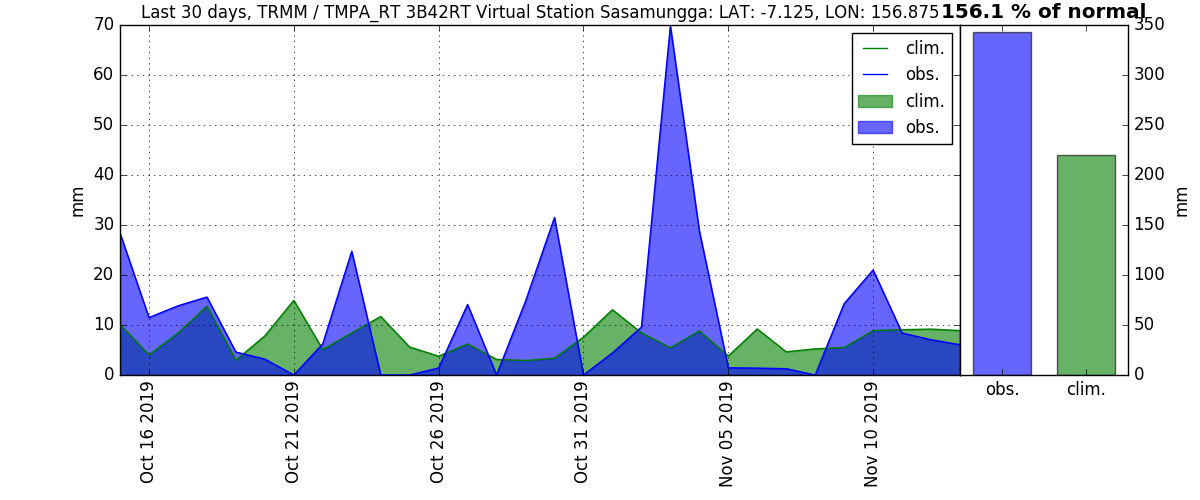 Last 30 days, TRMM / TMPA_RT 3B42RT Virtual Station Sasamungga: LAT: -7.125, LON: 156.875
156.1 % of normal
70
60
50
40
30
20
10
0
mm
clim.
obs.
clim.
obs.
350
300
250
200
150
100
50
0
mm
obs.
clim.
Oct 16 2019
Oct 21 2019
Oct 26 2019
Oct 31 2019
Nov 05 2019
Nov 10 2019